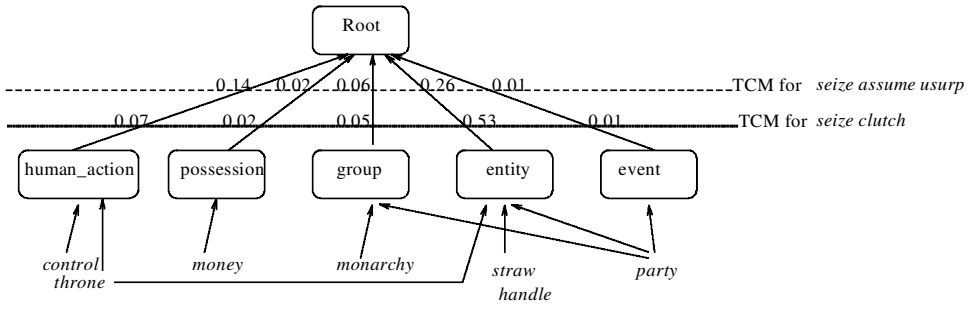 Root
0.14 0.02 0.06 0.26 0.01 TCM for seize assume usurp
0.07 0.02 0.05 0.53 0.01 TCM for seize clutch
human_action possession group entity event
control money monarchy straw party
throne handle